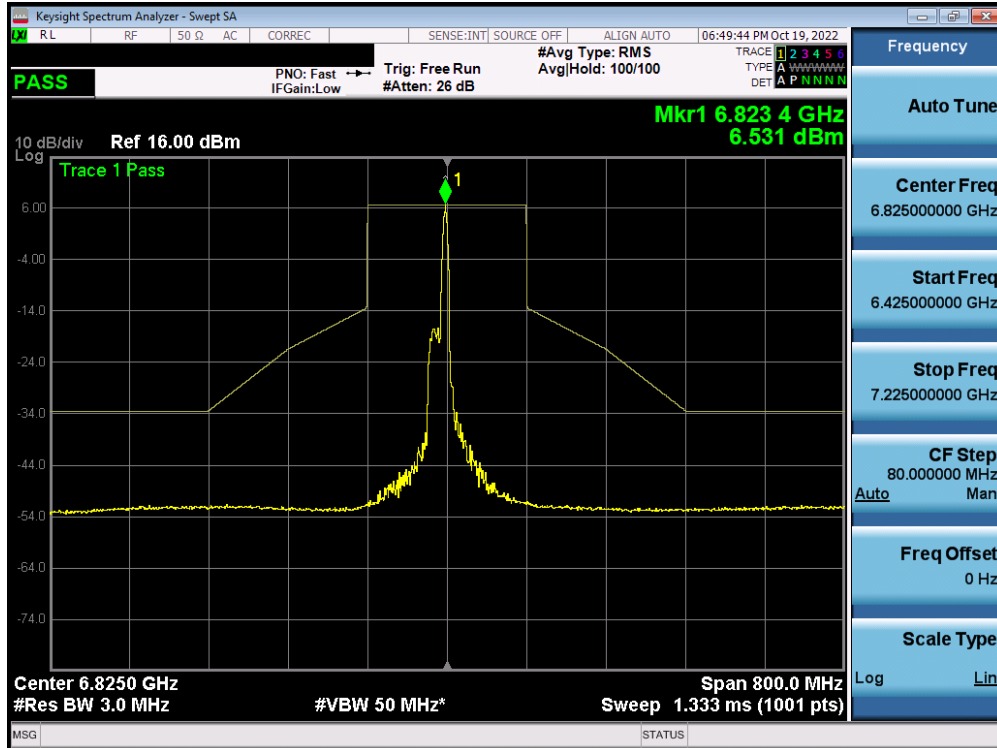 Keysight Spectrum Analyzer - Swept SA
LXI RL RF 50 Ω AC CORREC SENSE:INT SOURCE OFF ALIGN AUTO 06:49:44 PM Oct 19, 2022
PASS
PNO: Fast
IFGain:Low
Trig: Free Run
#Atten: 26 dB
#Avg Type: RMS
Avg|Hold: 100/100
TRACE 1 2 3 4 5 6
TYPE A WWWWW
DET A P N N N N
Mkr1 6.823 4 GHz
6.531 dBm
10 dB/div Ref 16.00 dBm
Log
Trace 1 Pass
1
6.00
-4.00
-14.0
-24.0
-34.0
-44.0
-54.0
-64.0
-74.0
Center 6.8250 GHz Span 800.0 MHz
#Res BW 3.0 MHz #VBW 50 MHz* Sweep 1.333 ms (1001 pts)
MSG STATUS
Frequency
Auto Tune
Center Freq
6.825000000 GHz
Start Freq
6.425000000 GHz
Stop Freq
7.225000000 GHz
CF Step
80.000000 MHz
Auto Man
Freq Offset
0 Hz
Scale Type
Log Lin